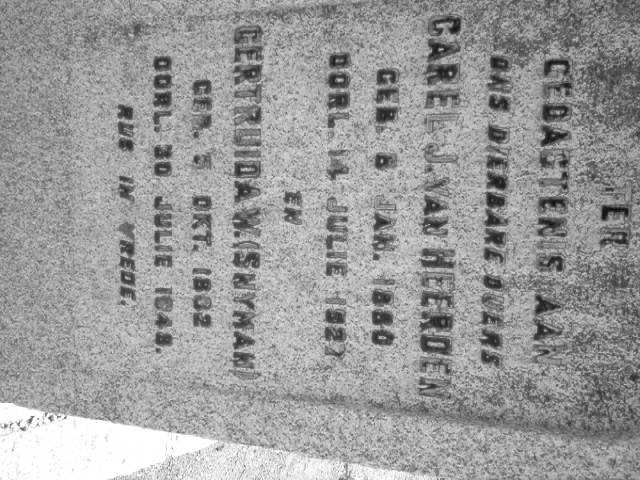 TER
GEDACTENIS AAN
ONS DIERBARE OUERS
CAREL J. VAN HEERDEN
GEB. 8 JAN. 1880
OORL. 14 JULIE 1927
EN
GERTRUIDA W. (SNYMAN)
GEB. 5 OKT. 1882
OORL. 30 JULIE 1949.
RUS IN VREDE.